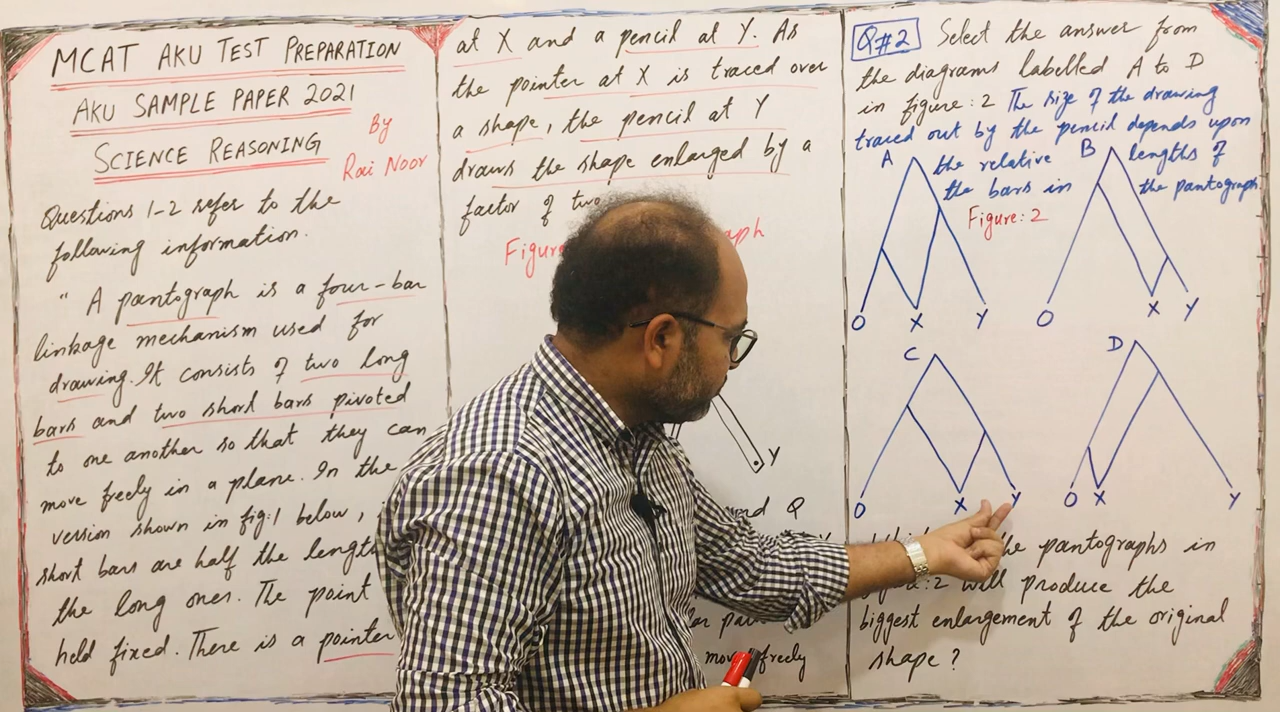 MCAT AKU TEST PREPARATION
AKU SAMPLE PAPER 2021
SCIENCE REASONING
By
Rai Noor
Questions 1-2 refer to the
following information.
" A pantograph is a four-bar
linkage mechanism used for
drawing. It consists of two long
bars and two short bars pivoted
to one another so that they can
move freely in a plane. In the
version shown in fig:1 below,
short bars are half the length
the long ones. The point
held fixed. There is a pointer
at X and a pencil at Y. As
the pointer at X is traced over
a shape, the pencil at Y
draws the shape enlarged by a
factor of two
Y
Q
move freely
Q#2 Select the answer from
the diagrams labelled A to D
in figure:2 The size of the drawing
traced out by the pencil depends upon
the relative lengths of
the bars in the pantograph.
Figure:2
A
O X Y
B
O X Y
C
O X Y
D
O X Y
pantographs in
:2 will produce the
biggest enlargement of the original
shape?